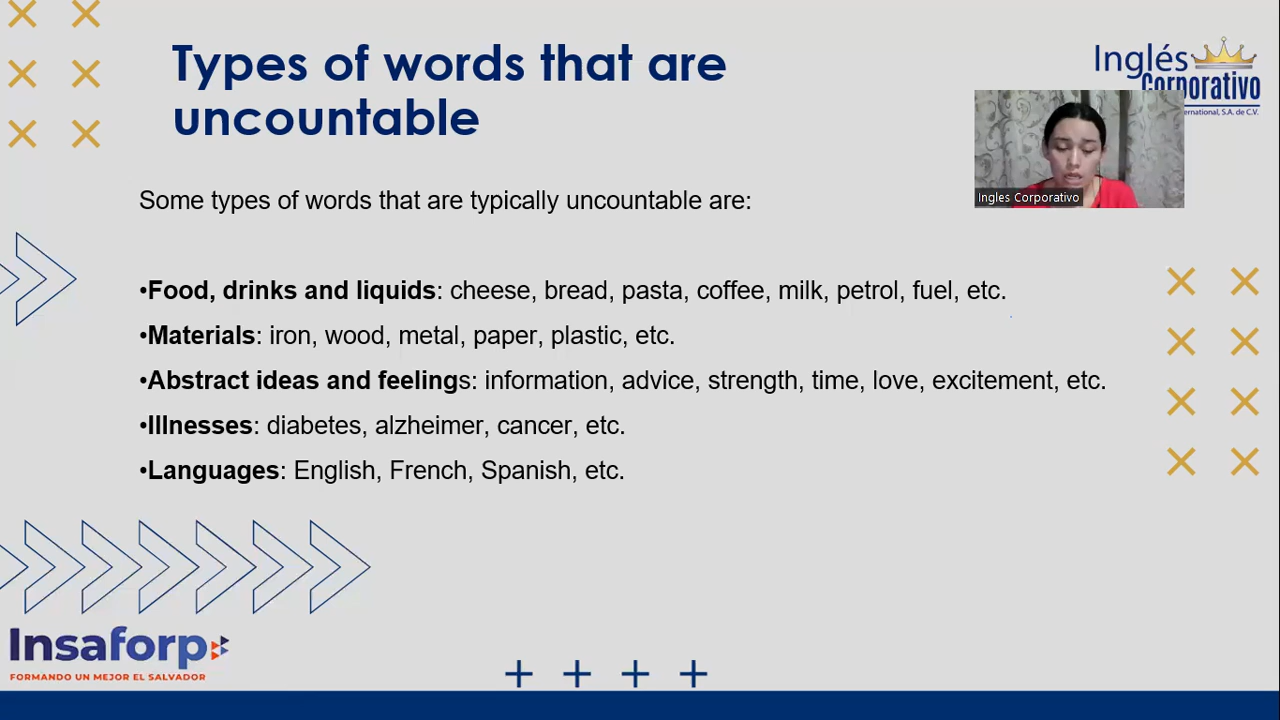 Types of words that are
uncountable
Inglés
Corporativo
ernational, S.A. de C.V.
Ingles Corporativo
Some types of words that are typically uncountable are:
•Food, drinks and liquids: cheese, bread, pasta, coffee, milk, petrol, fuel, etc.
•Materials: iron, wood, metal, paper, plastic, etc.
•Abstract ideas and feelings: information, advice, strength, time, love, excitement, etc.
•Illnesses: diabetes, alzheimer, cancer, etc.
•Languages: English, French, Spanish, etc.
Insaforp
FORMANDO UN MEJOR EL SALVADOR